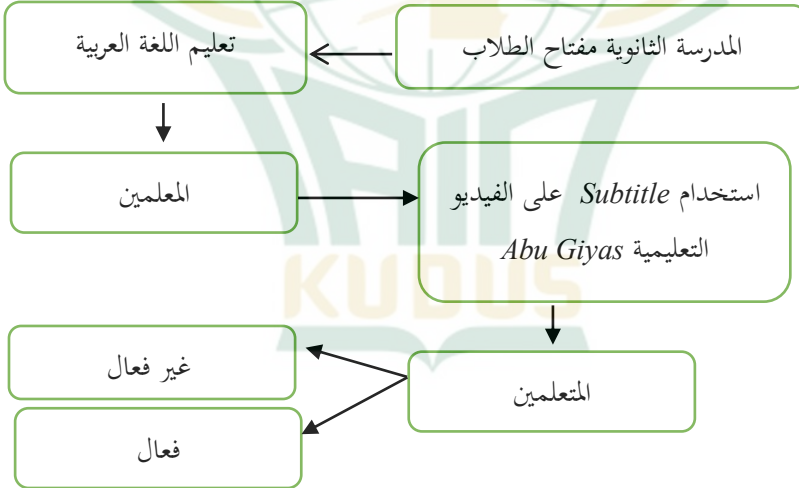 المدرسة الثانوية مفتاح الطلاب
تعليم اللغة العربية
المعلمين
استخدام Subtitle على الفيديو
التعليمية Abu Giyas
المتعلمين
غير فعال
فعال
IAIN
KUDUS